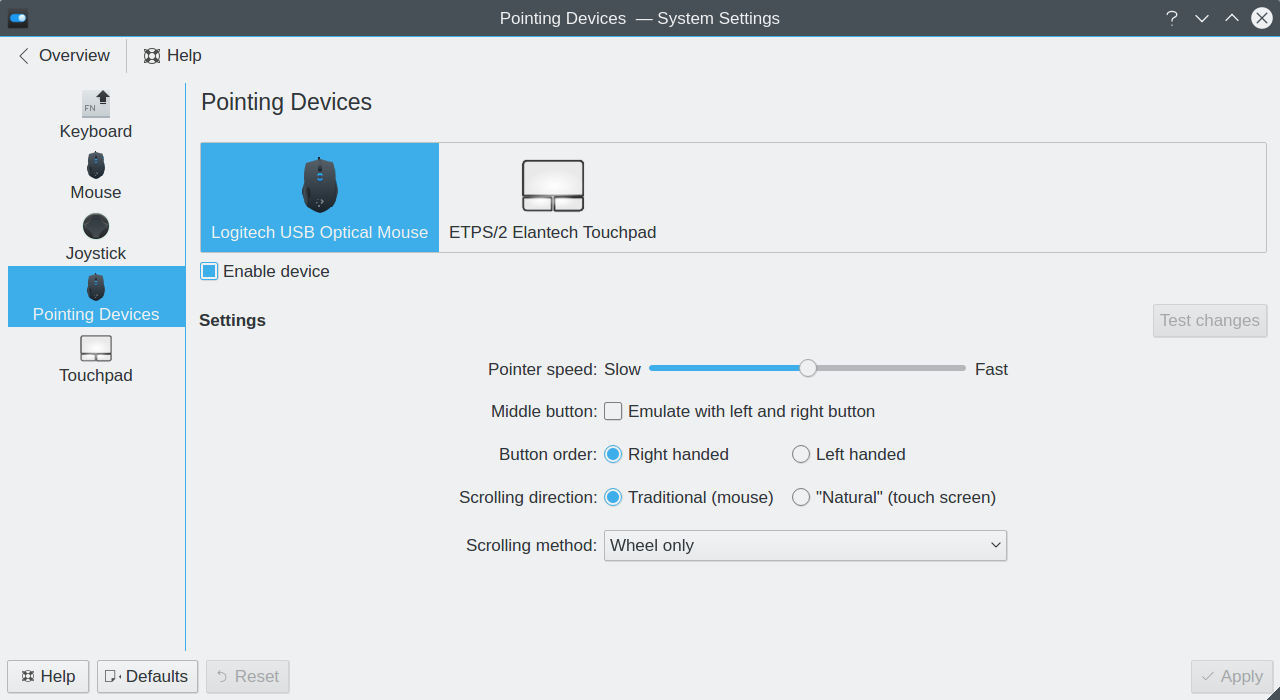 Pointing Devices — System Settings
Overview
Help
FN
Keyboard
Mouse
Joystick
Pointing Devices
Touchpad
Pointing Devices
Logitech USB Optical Mouse
ETPS/2 Elantech Touchpad
Enable device
Settings
Test changes
Pointer speed: Slow Fast
Middle button: Emulate with left and right button
Button order: Right handed Left handed
Scrolling direction: Traditional (mouse) "Natural" (touch screen)
Scrolling method: Wheel only
Help
Defaults
Reset
Apply